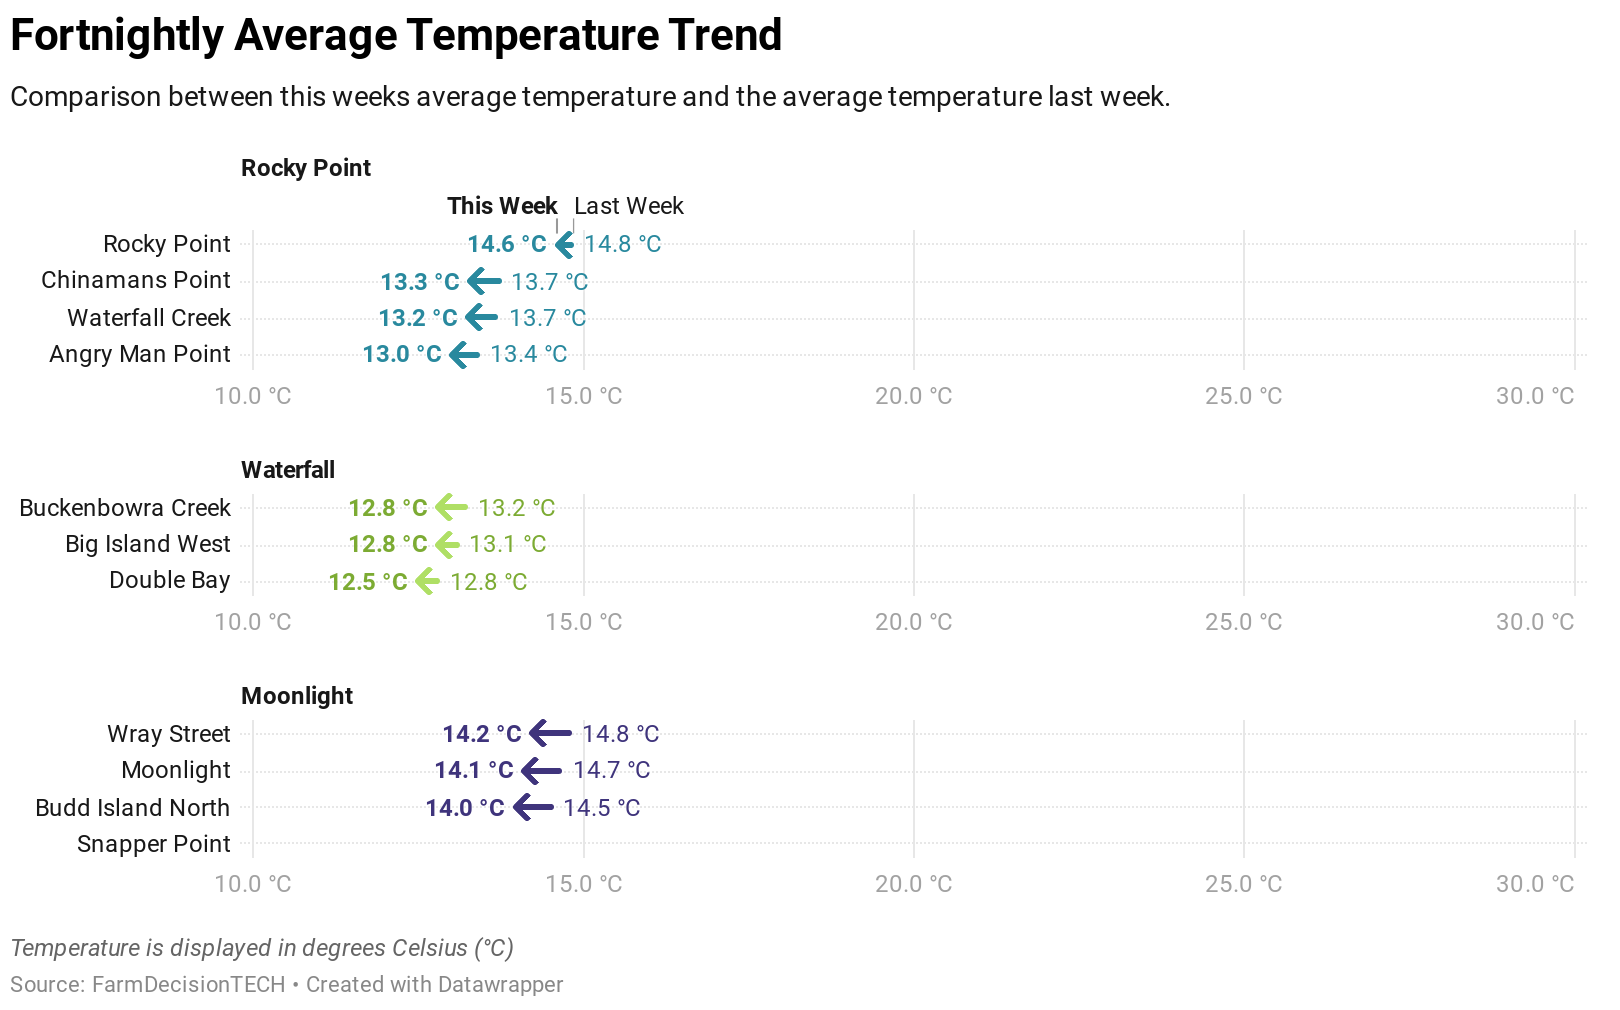 Fortnightly Average Temperature Trend
Comparison between this weeks average temperature and the average temperature last week.
Rocky Point
This Week Last Week
Rocky Point 14.6 °C 14.8 °C
Chinamans Point 13.3 °C 13.7 °C
Waterfall Creek 13.2 °C 13.7 °C
Angry Man Point 13.0 °C 13.4 °C
10.0 °C 15.0 °C 20.0 °C 25.0 °C 30.0 °C
Waterfall
Buckenbowra Creek 12.8 °C 13.2 °C
Big Island West 12.8 °C 13.1 °C
Double Bay 12.5 °C 12.8 °C
10.0 °C 15.0 °C 20.0 °C 25.0 °C 30.0 °C
Moonlight
Wray Street 14.2 °C 14.8 °C
Moonlight 14.1 °C 14.7 °C
Budd Island North 14.0 °C 14.5 °C
Snapper Point
10.0 °C 15.0 °C 20.0 °C 25.0 °C 30.0 °C
Temperature is displayed in degrees Celsius (°C)
Source: FarmDecisionTECH • Created with Datawrapper